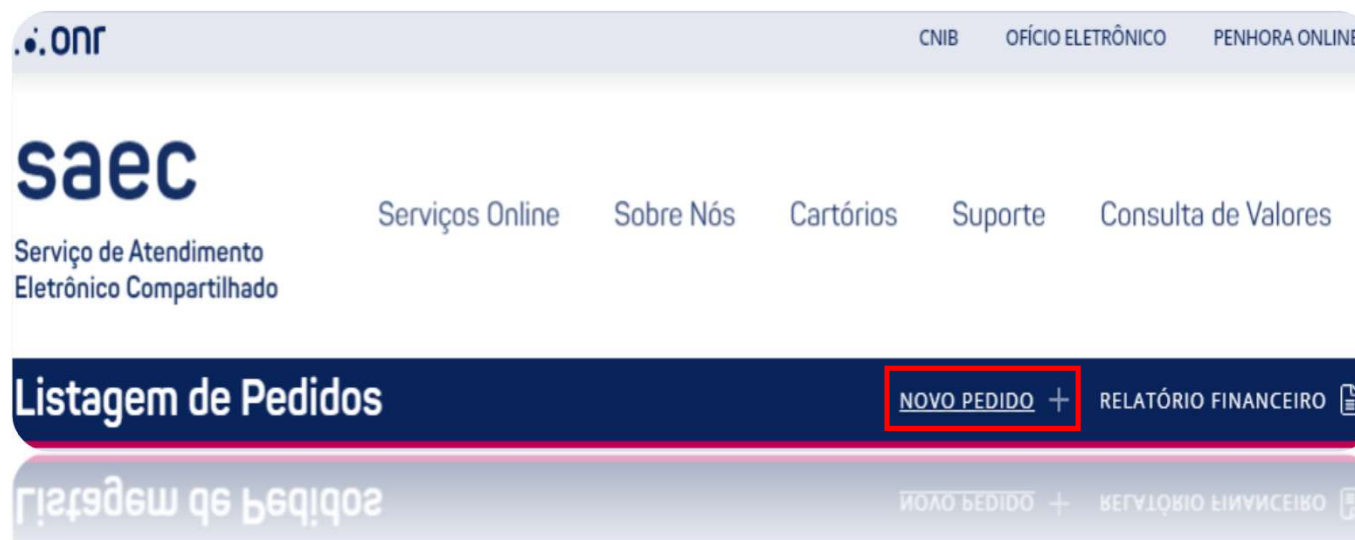 onr CNIB OFÍCIO ELETRÔNICO PENHORA ONLINE
saec
Serviços Online Sobre Nós Cartórios Suporte Consulta de Valores
Serviço de Atendimento
Eletrônico Compartilhado
Listagem de Pedidos NOVO PEDIDO + RELATÓRIO FINANCEIRO